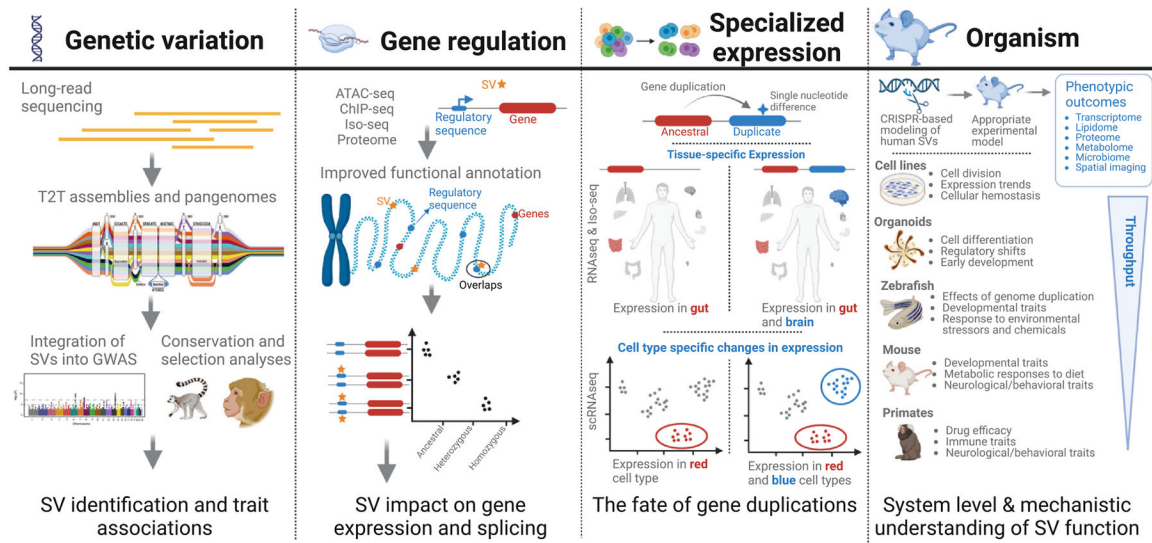 Genetic variation
Long-read
sequencing
T2T assemblies and pangenomes
Integration of
SVs into GWAS
Conservation and
selection analyses
SV identification and trait
associations
Gene regulation
ATAC-seq
ChIP-seq
Iso-seq
Proteome
SV
Regulatory
sequence
Gene
Improved functional annotation
SV
Regulatory
sequence
Genes
Overlaps
Ancestral
Heterozygous
Homozygous
SV impact on gene
expression and splicing
Specialized
expression
Gene duplication
Single nucleotide
difference
Ancestral
Duplicate
Tissue-specific Expression
RNAseq & Iso-seq
Expression in gut
Expression in gut
and brain
Cell type specific changes in expression
scRNAseq
Expression in red
cell type
Expression in red
and blue cell types
The fate of gene duplications
Organism
CRISPR-based
modeling of
human SVs
Appropriate
experimental
model
Phenotypic
outcomes
• Transcriptome
• Lipidome
• Proteome
• Metabolome
• Microbiome
• Spatial imaging
Cell lines
• Cell division
• Expression trends
• Cellular hemostasis
Organoids
• Cell differentiation
• Regulatory shifts
• Early development
Zebrafish
• Effects of genome duplication
• Developmental traits
• Response to environmental
stressors and chemicals
Mouse
• Developmental traits
• Metabolic responses to diet
• Neurological/behavioral traits
Primates
• Drug efficacy
• Immune traits
• Neurological/behavioral traits
Throughput
System level & mechanistic
understanding of SV function